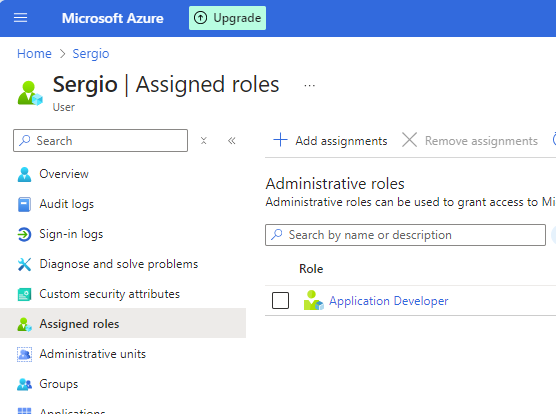 Microsoft Azure
Upgrade
Home > Sergio
Sergio | Assigned roles ...
User
Search
«
Overview
Audit logs
Sign-in logs
Diagnose and solve problems
Custom security attributes
Assigned roles
Administrative units
Groups
Applications
+ Add assignments Remove assignments
Administrative roles
Administrative roles can be used to grant access to Mi
Search by name or description
Role
Application Developer